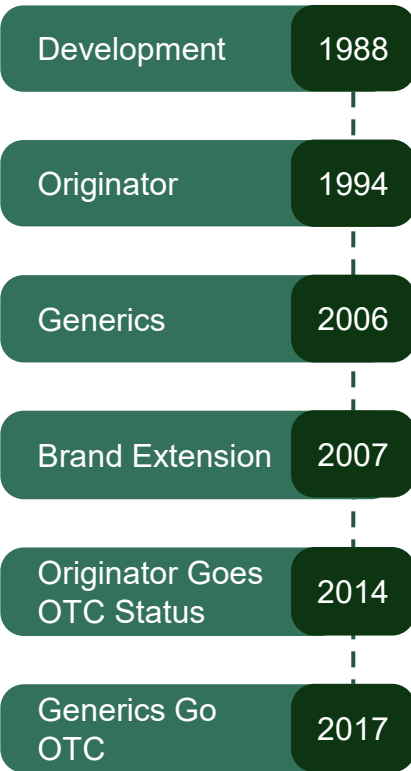 Development 1988
Originator 1994
Generics 2006
Brand Extension 2007
Originator Goes
OTC Status
2014
Generics Go
OTC
2017